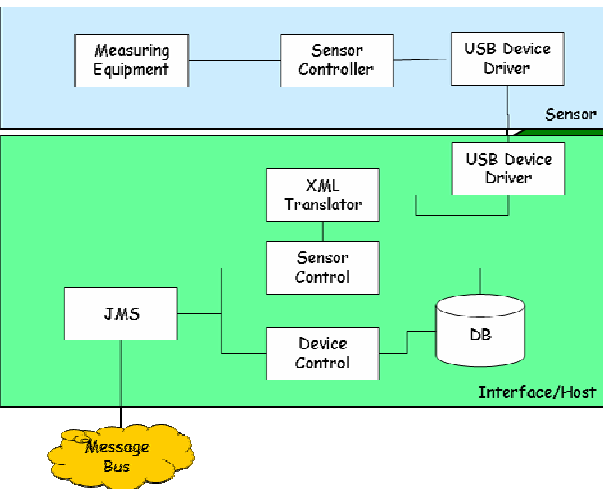 Measuring
Equipment
Sensor
Controller
USB Device
Driver
Sensor
USB Device
Driver
XML
Translator
Sensor
Control
JMS
Device
Control
DB
Interface/Host
Message
Bus